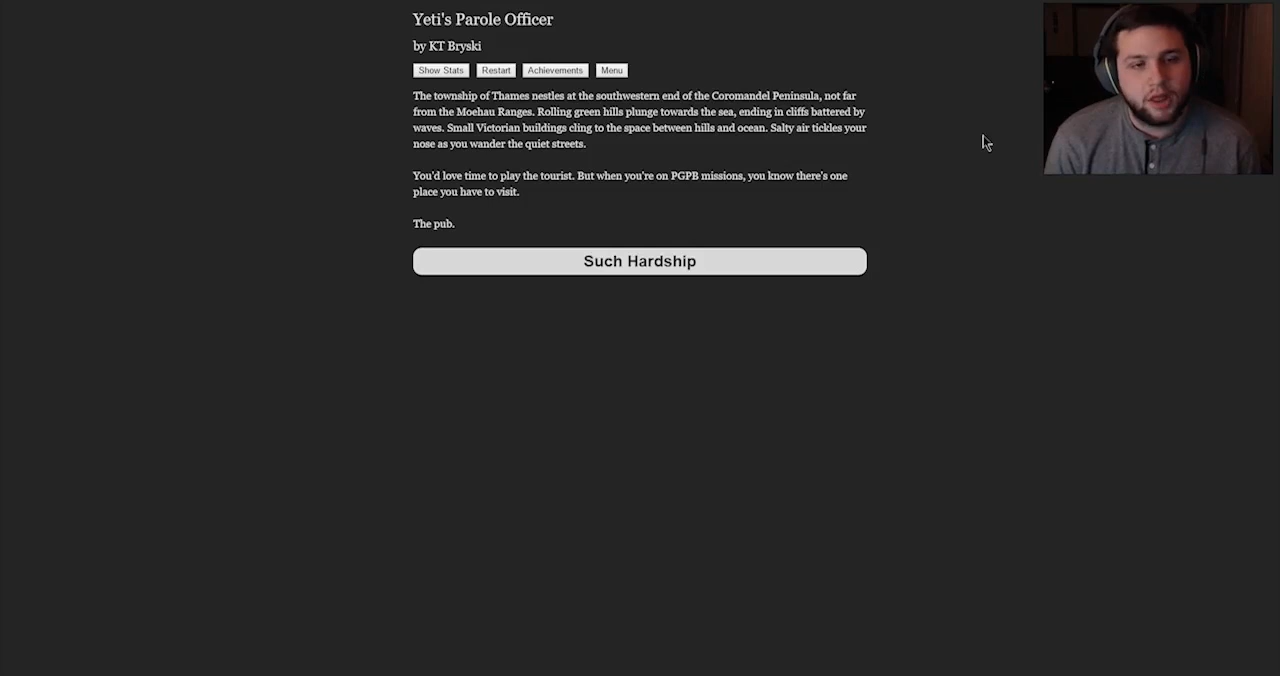 Yeti's Parole Officer
by KT Bryski
Show Stats Restart Achievements Menu
The township of Thames nestles at the southwestern end of the Coromandel Peninsula, not far
from the Moehau Ranges. Rolling green hills plunge towards the sea, ending in cliffs battered by
waves. Small Victorian buildings cling to the space between hills and ocean. Salty air tickles your
nose as you wander the quiet streets.
You'd love time to play the tourist. But when you're on PGPB missions, you know there's one
place you have to visit.
The pub.
Such Hardship